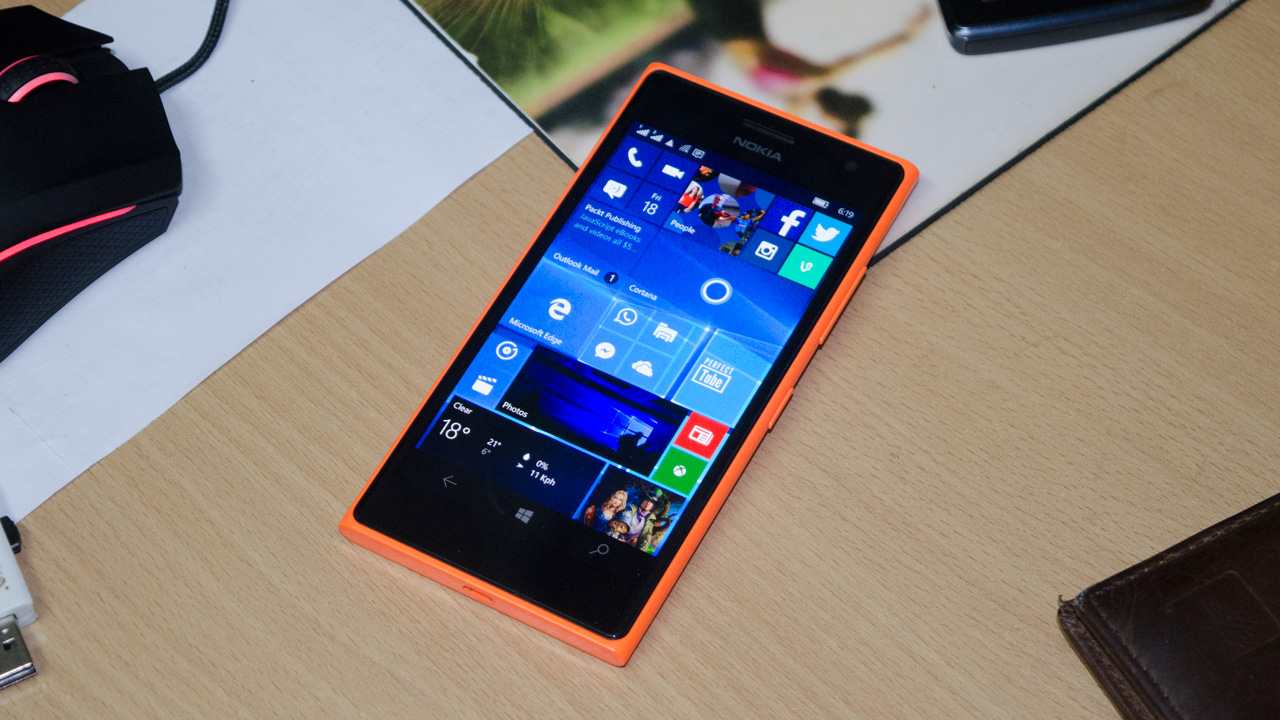 NOKIA
6:19
Fri
18
People
Packt Publishing
JavaScript eBooks
and videos all $5...
Outlook Mail 1
Cortana
Microsoft Edge
PERFECT
Tube
Photos
Clear
18°
21°
6°
0%
11 Kph